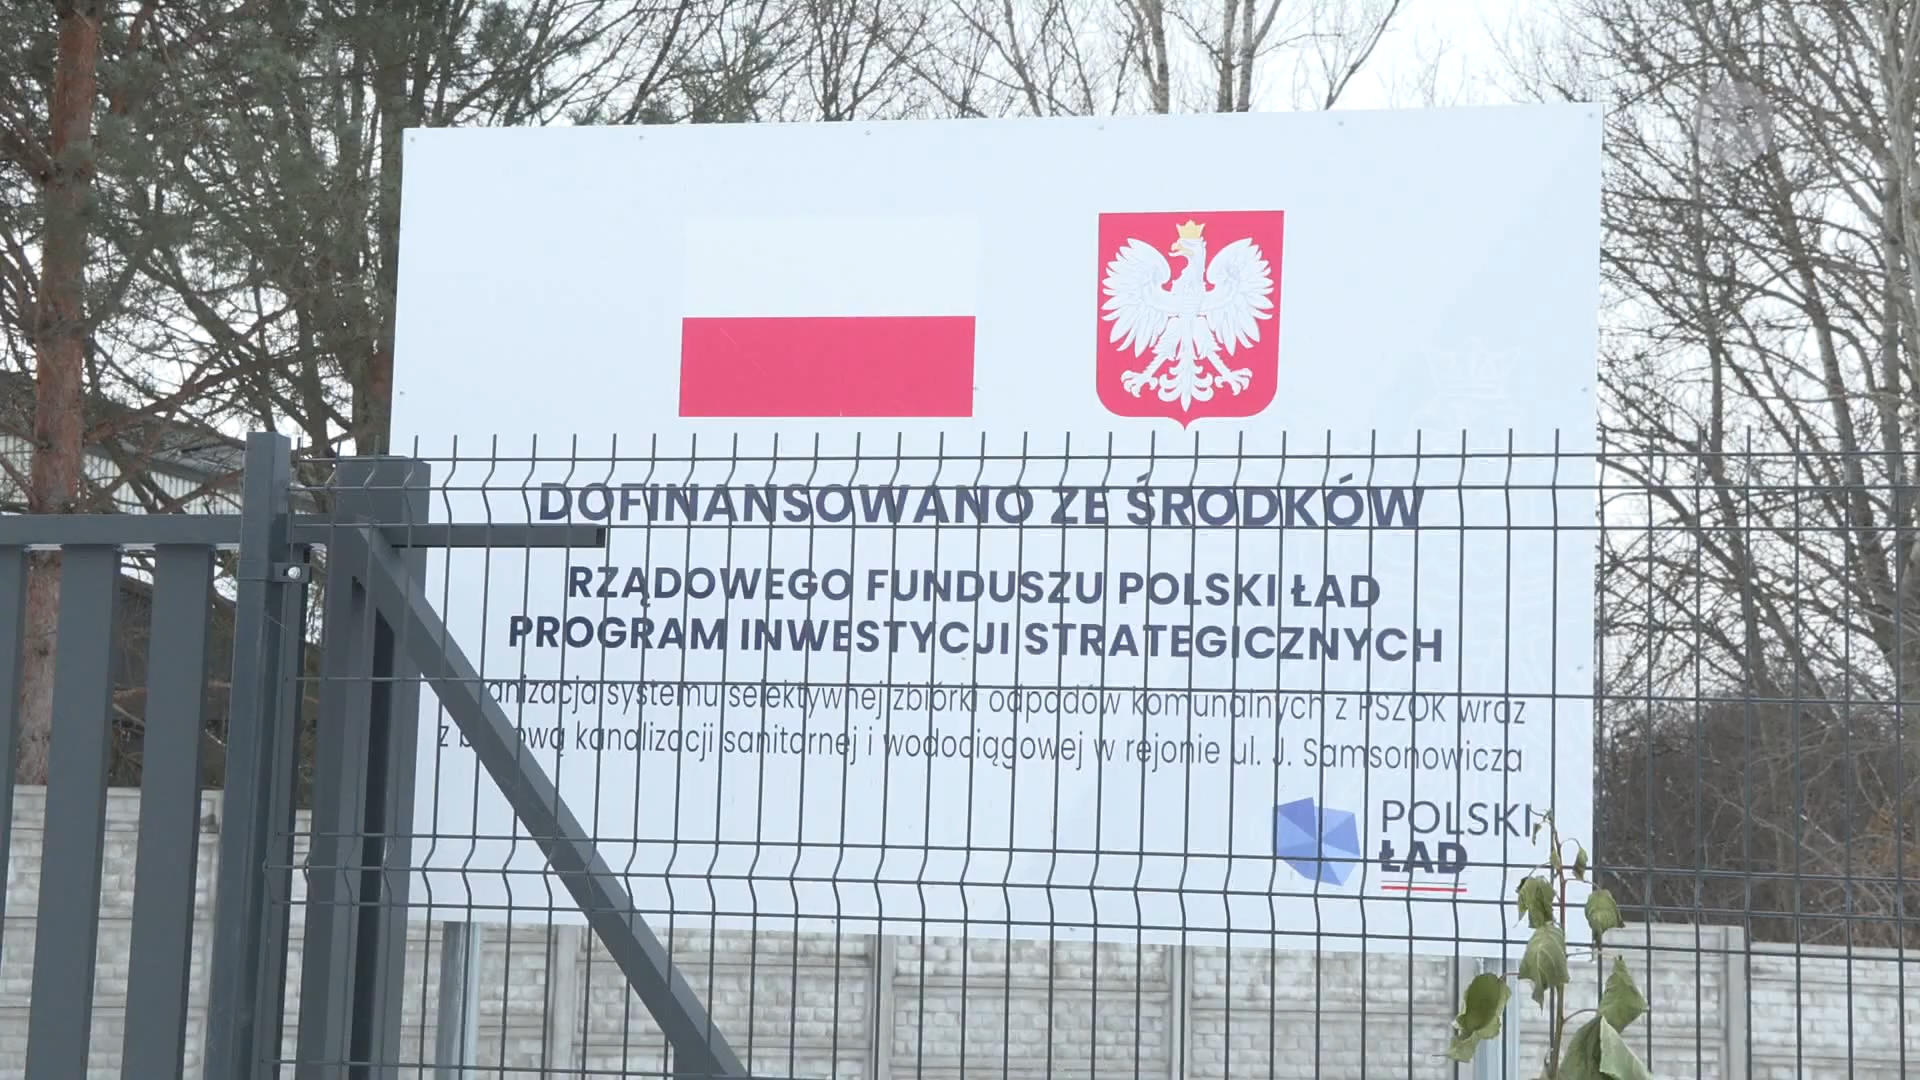 DOFINANSOWANO ZE ŚRODKÓW
RZĄDOWEGO FUNDUSZU POLSKI ŁAD
PROGRAM INWESTYCJI STRATEGICZNYCH
systemu selektywnej zbiórki odpadów komunalnych z PSZOK wraz
z kanalizacji sanitarnej i wodociągowej w rejonie ul. J. Samsonowicza
POLSKI
ŁAD